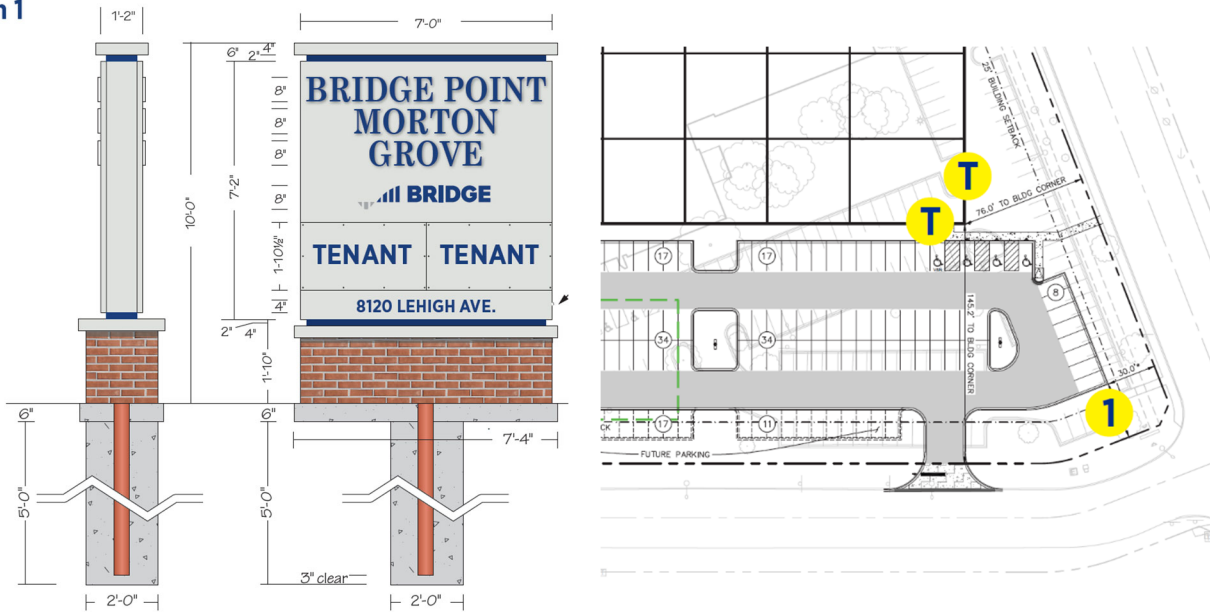 n 1
1'-2"
7'-0"
6"
4"
2"
8"
8"
8"
8"
7'-2"
10'-0"
1'-10½"
4"
2"
4"
1'-10"
6"
6"
5'-0"
5'-0"
7'-4"
3" clear
2'-0"
2'-0"
BRIDGE POINT
MORTON
GROVE
BRIDGE
TENANT
TENANT
8120 LEHIGH AVE.
25' BUILDING SETBACK
T
T
76.0' TO BLDG CORNER
17
17
8
145.2' TO BLDG CORNER
34
34
30.0'*
1
17
11
CK
FUTURE PARKING